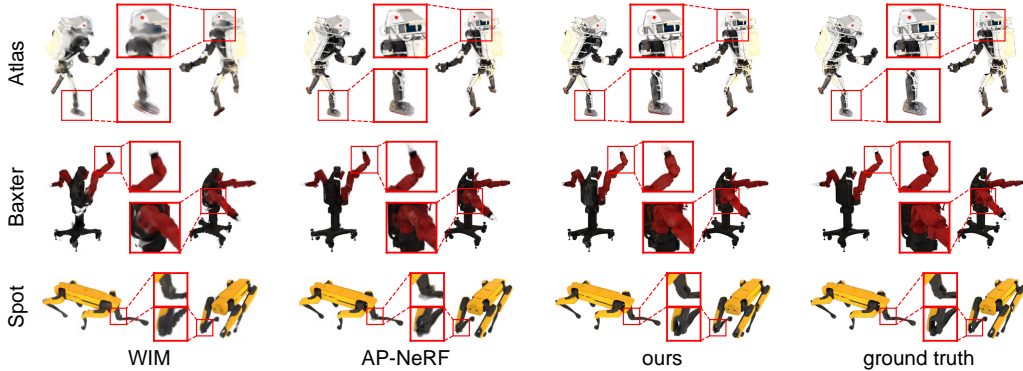 Atlas
Baxter
Spot
WIM
AP-NeRF
ours
ground truth